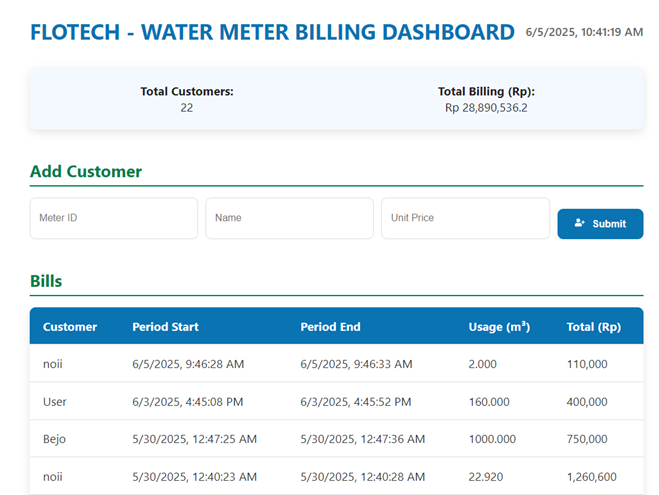 FLOTECH - WATER METER BILLING DASHBOARD 6/5/2025, 10:41:19 AM
Total Customers: Total Billing (Rp):
22 Rp 28,890,536.2
Add Customer
Meter ID Name Unit Price Submit
Bills
Customer Period Start Period End Usage (m³) Total (Rp)
noii 6/5/2025, 9:46:28 AM 6/5/2025, 9:46:33 AM 2.000 110,000
User 6/3/2025, 4:45:08 PM 6/3/2025, 4:45:52 PM 160.000 400,000
Bejo 5/30/2025, 12:47:25 AM 5/30/2025, 12:47:36 AM 1000.000 750,000
noii 5/30/2025, 12:40:23 AM 5/30/2025, 12:40:28 AM 22.920 1,260,600